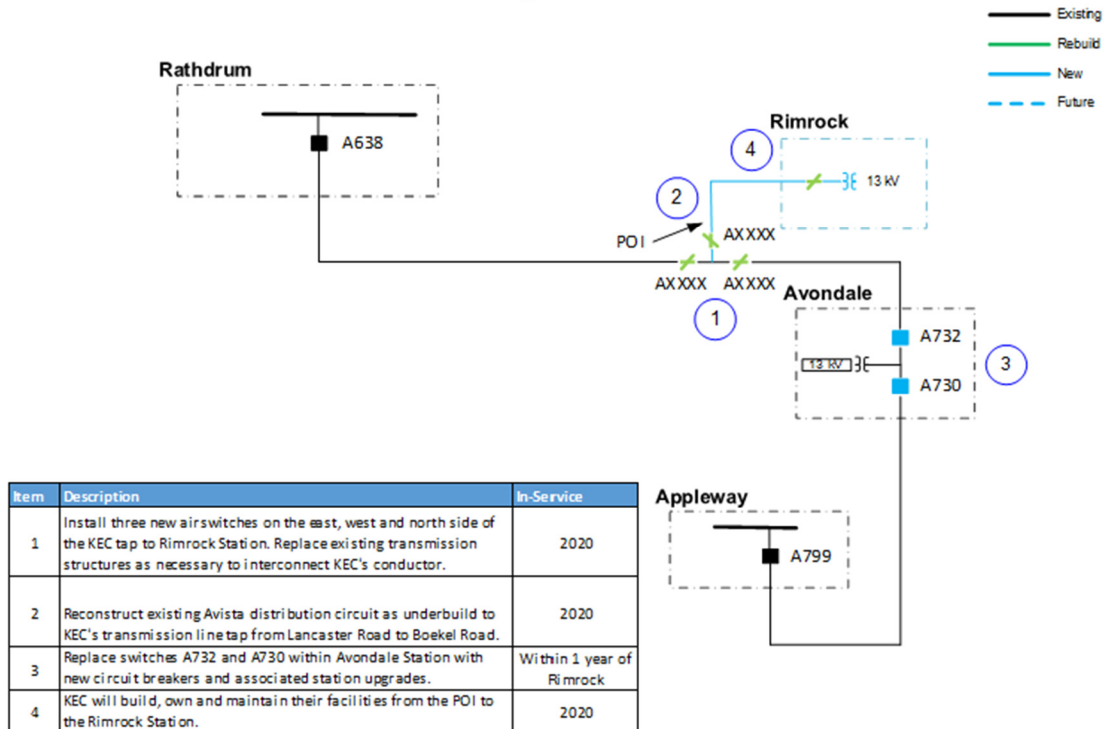 Existing
Rebuild
New
Future
Rathdrum
A638
Rimrock
4
13 kV
2
POI
AXXXX
AXXXX
AXXXX
1
Avondale
A732
13 kV
3
A730
Appleway
A799
Item Description In-Service
1 Install three new airswitches on the east, west and north side of
the KEC tap to Rimrock Station. Replace existing transmission
structures as necessary to interconnect KEC's conductor.
2020
2 Reconstruct existing Avista distribution circuit as underbuild to
KEC's transmission line tap from Lancaster Road to Boekel Road.
2020
3 Replace switches A732 and A730 within Avondale Station with
new circuit breakers and associated station upgrades.
Within 1 year of
Rimrock
4 KEC will build, own and maintain their facilities from the POI to
the Rimrock Station.
2020